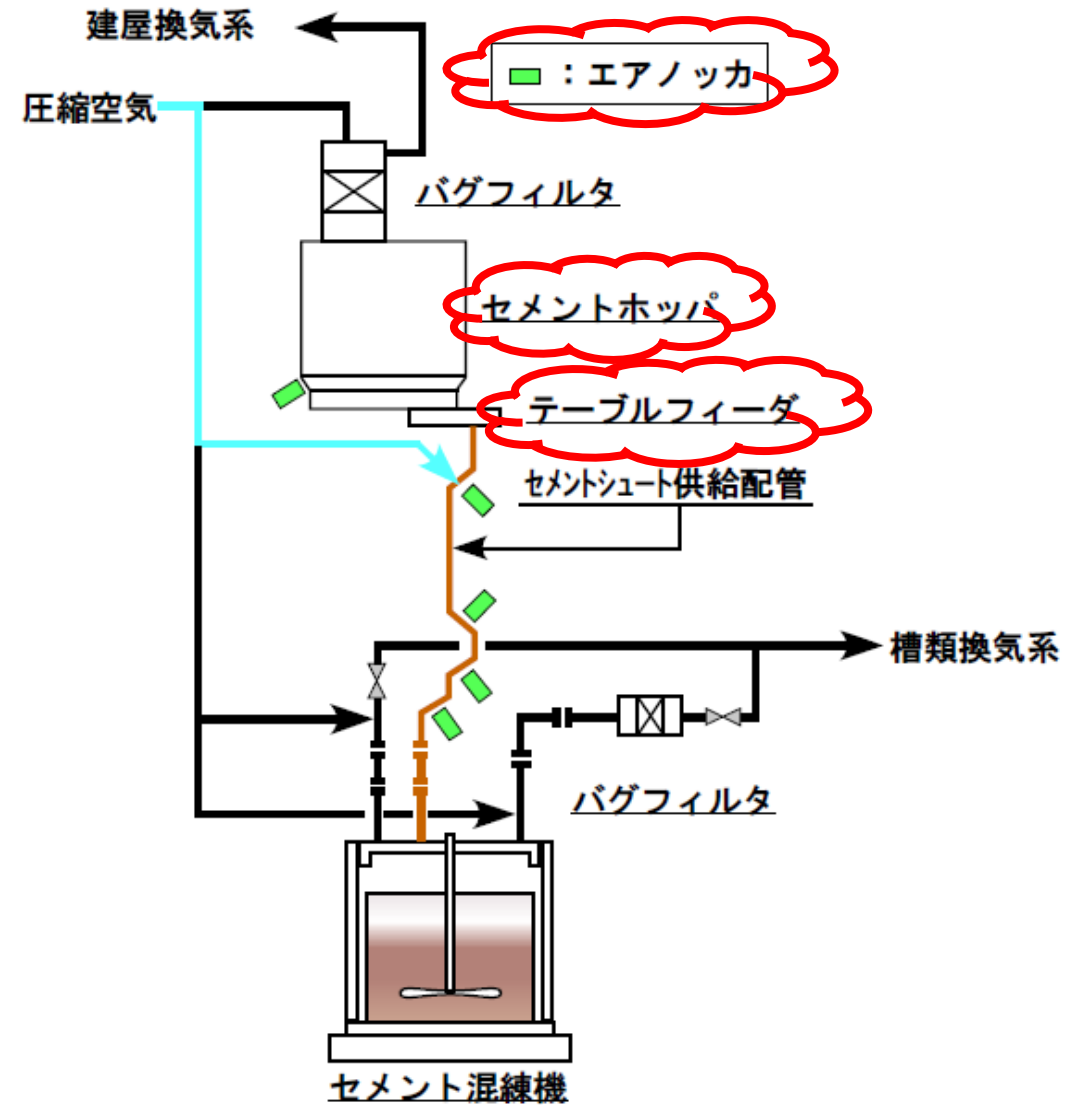 建屋換気系
：エアノッカ
圧縮空気
バグフィルタ
セメントホッパ
テーブルフィーダ
ｾﾒﾝﾄｼｭｰﾄ供給配管
槽類換気系
バグフィルタ
セメント混練機